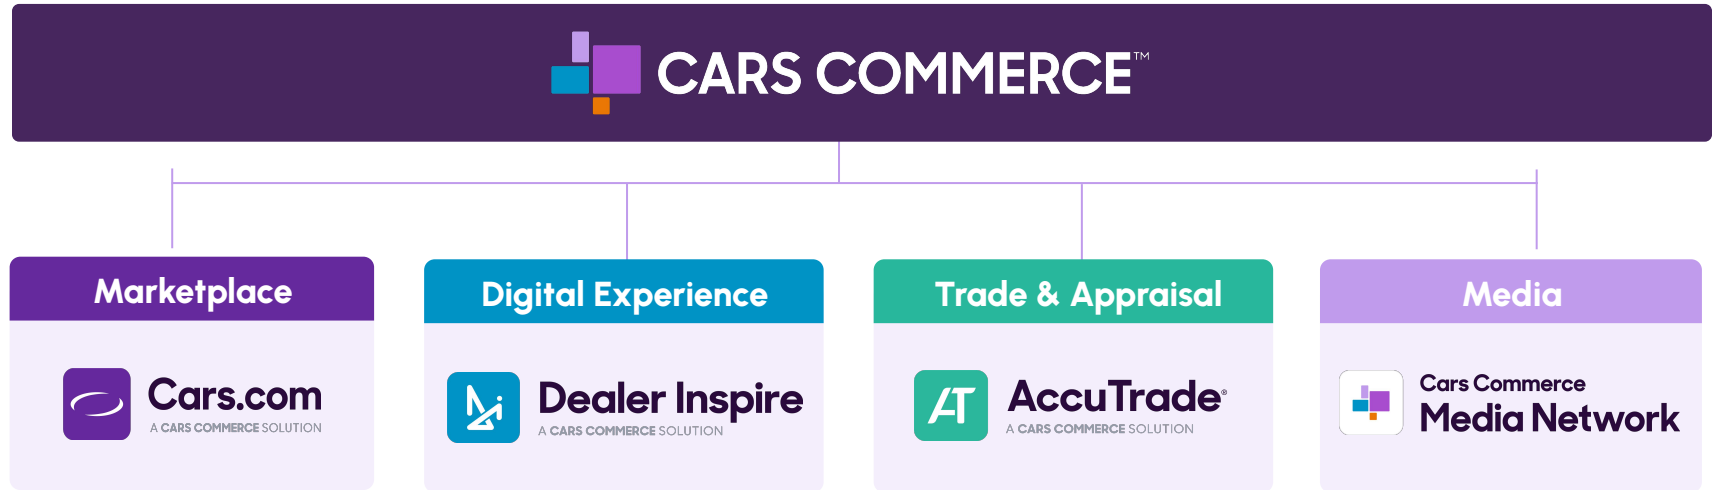 CARS COMMERCE™
Marketplace
Cars.com
A CARS COMMERCE SOLUTION
Digital Experience
Dealer Inspire
A CARS COMMERCE SOLUTION
Trade & Appraisal
AccuTrade®
A CARS COMMERCE SOLUTION
Media
Cars Commerce
Media Network